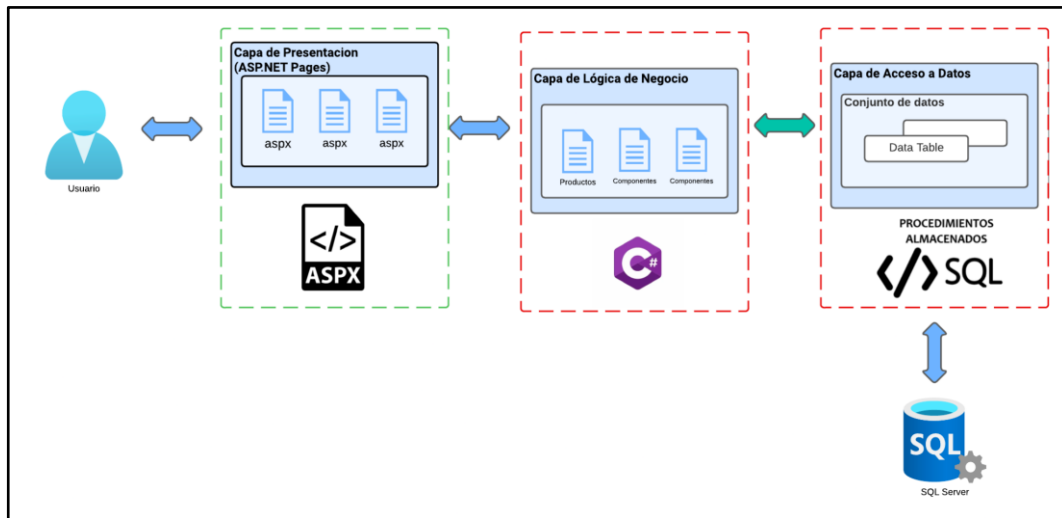 Usuario
Capa de Presentacion
(ASP.NET Pages)
aspx
aspx
aspx
</>
ASPX
Capa de Lógica de Negocio
Productos
Componentes
Componentes
C#
Capa de Acceso a Datos
Conjunto de datos
Data Table
PROCEDIMIENTOS
ALMACENADOS
</> SQL
SQL
SQL Server